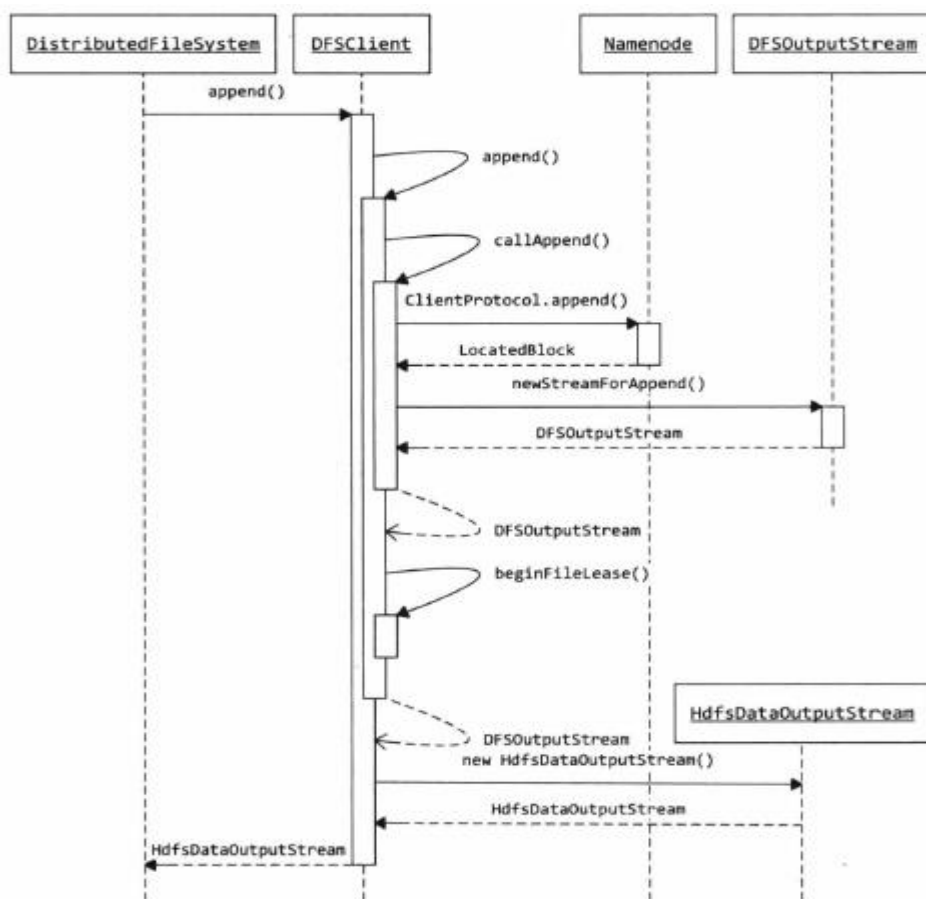 DistributedFileSystem
DFSClient
Namenode
DFSOutputStream
append()
append()
callAppend()
ClientProtocol.append()
LocatedBlock
newStreamForAppend()
DFSOutputStream
DFSOutputStream
beginFileLease()
HdfsDataOutputStream
DFSOutputStream
new HdfsDataOutputStream()
HdfsDataOutputStream
HdfsDataOutputStream